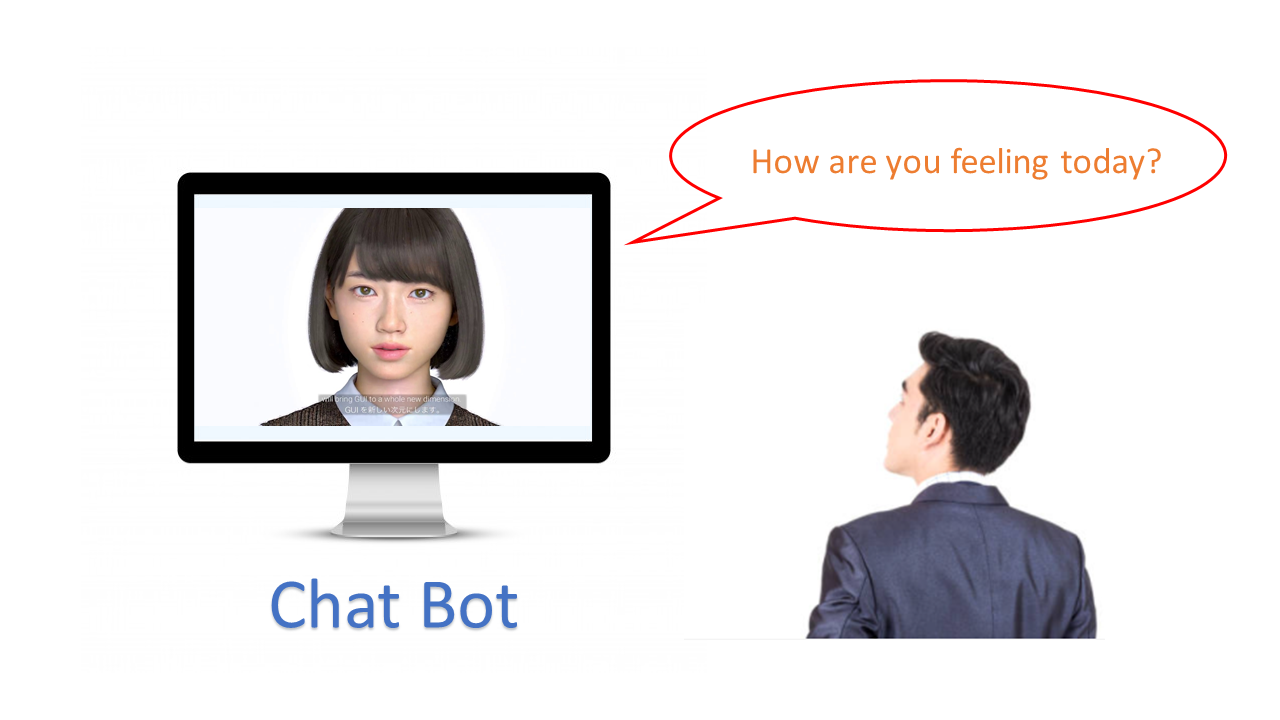 How are you feeling today?
will bring GUI to a whole new dimension.
GUI を新しい次元にします。
Chat Bot